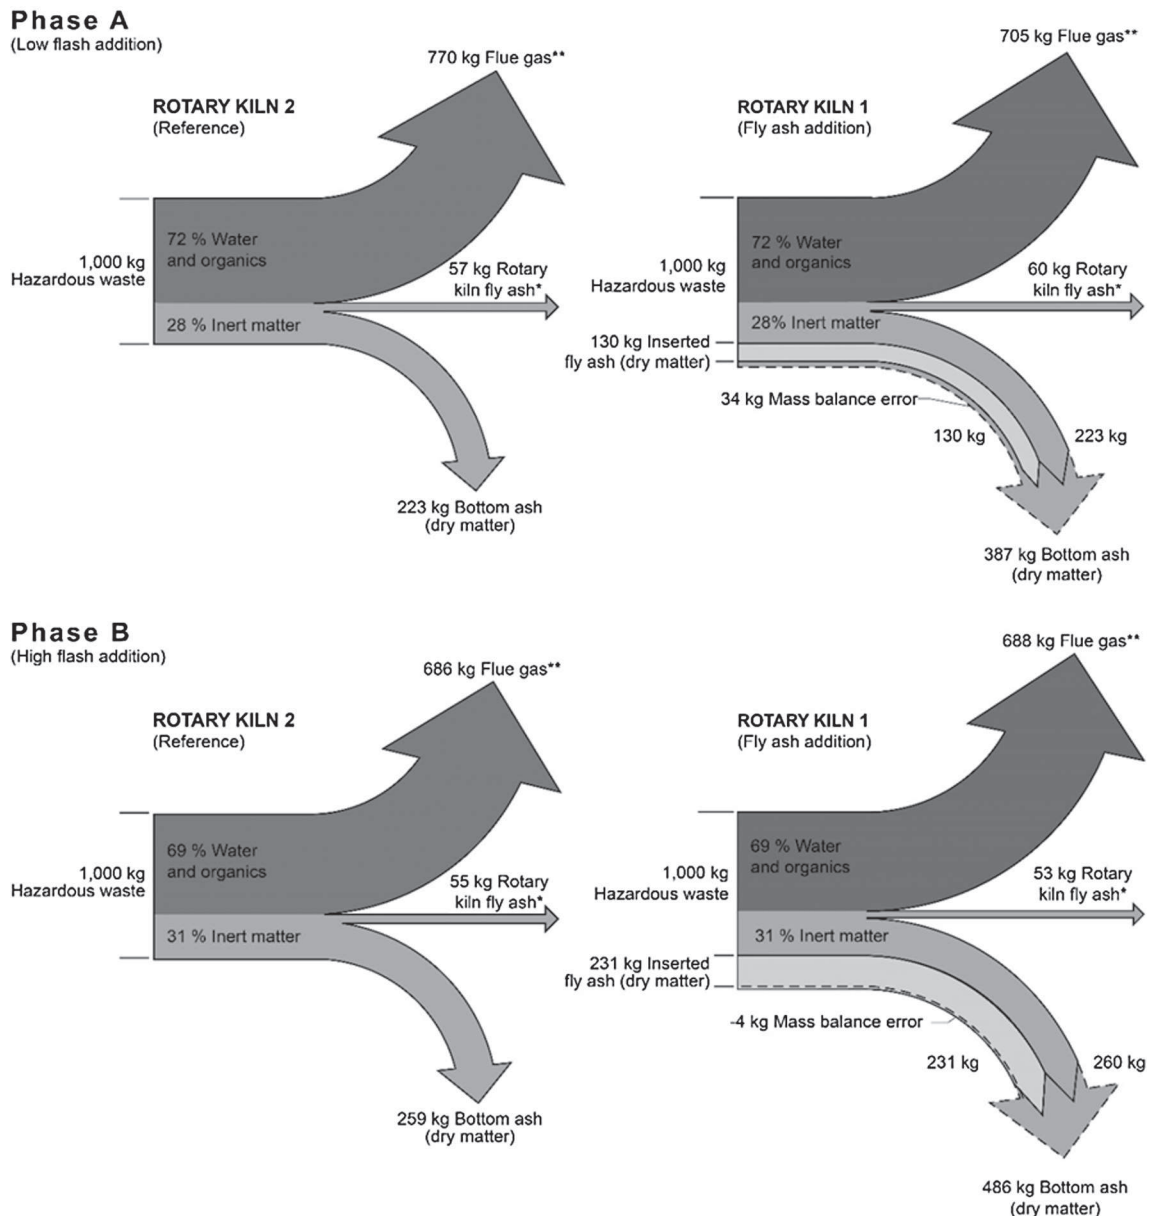 Phase A
(Low flash addition)
770 kg Flue gas**
ROTARY KILN 2
(Reference)
72 % Water
and organics
1,000 kg
Hazardous waste
57 kg Rotary
kiln fly ash*
28 % Inert matter
223 kg Bottom ash
(dry matter)
705 kg Flue gas**
ROTARY KILN 1
(Fly ash addition)
72 % Water
and organics
1,000 kg
Hazardous waste
60 kg Rotary
kiln fly ash*
28% Inert matter
130 kg Inserted
fly ash (dry matter)
34 kg Mass balance error
130 kg
223 kg
387 kg Bottom ash
(dry matter)
Phase B
(High flash addition)
686 kg Flue gas**
ROTARY KILN 2
(Reference)
69 % Water
and organics
1,000 kg
Hazardous waste
55 kg Rotary
kiln fly ash*
31 % Inert matter
259 kg Bottom ash
(dry matter)
688 kg Flue gas**
ROTARY KILN 1
(Fly ash addition)
69 % Water
and organics
1,000 kg
Hazardous waste
53 kg Rotary
kiln fly ash*
31 % Inert matter
231 kg Inserted
fly ash (dry matter)
-4 kg Mass balance error
231 kg
260 kg
486 kg Bottom ash
(dry matter)